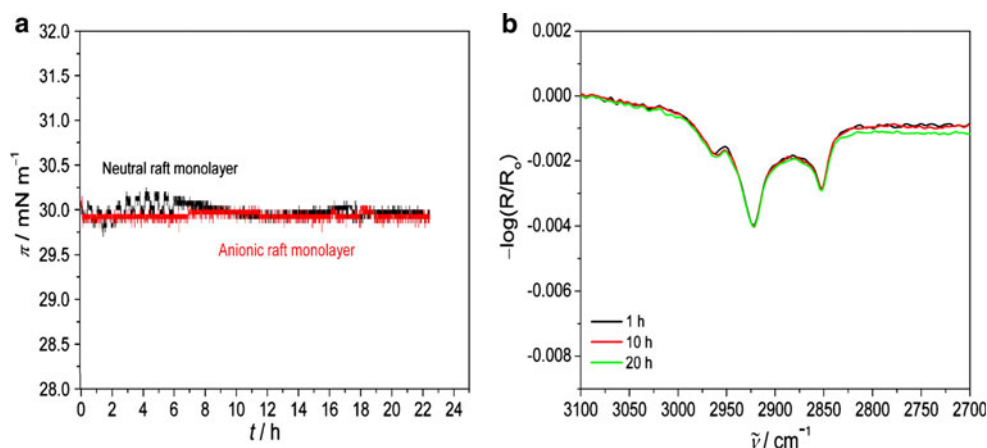 a
32.0
31.5
31.0
30.5
30.0
29.5
29.0
28.5
28.0
π / mN m⁻¹
Neutral raft monolayer
Anionic raft monolayer
0 2 4 6 8 10 12 14 16 18 20 22 24
t / h
b
0.002
0.000
-0.002
-0.004
-0.006
-0.008
−log(R/Rₒ)
1 h
10 h
20 h
3100 3050 3000 2950 2900 2850 2800 2750 2700
ṽ / cm⁻¹